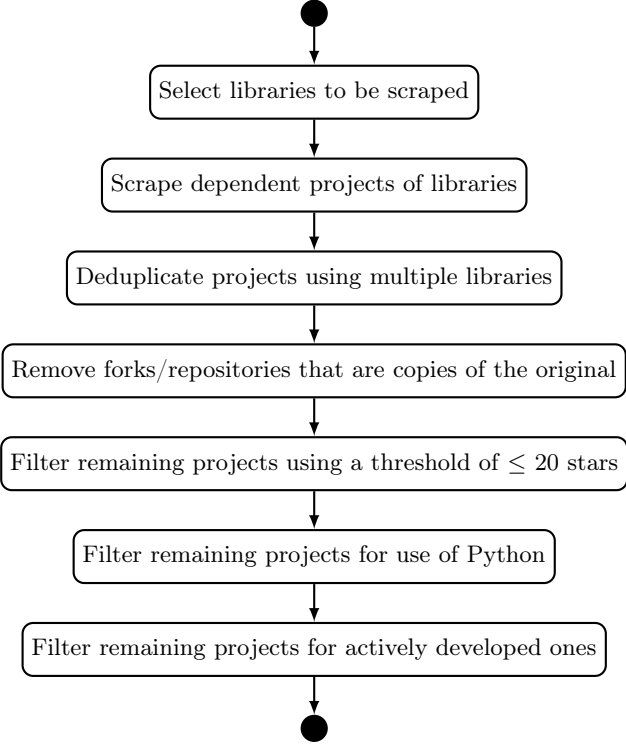 Select libraries to be scraped
Scrape dependent projects of libraries
Deduplicate projects using multiple libraries
Remove forks/repositories that are copies of the original
Filter remaining projects using a threshold of ≤ 20 stars
Filter remaining projects for use of Python
Filter remaining projects for actively developed ones